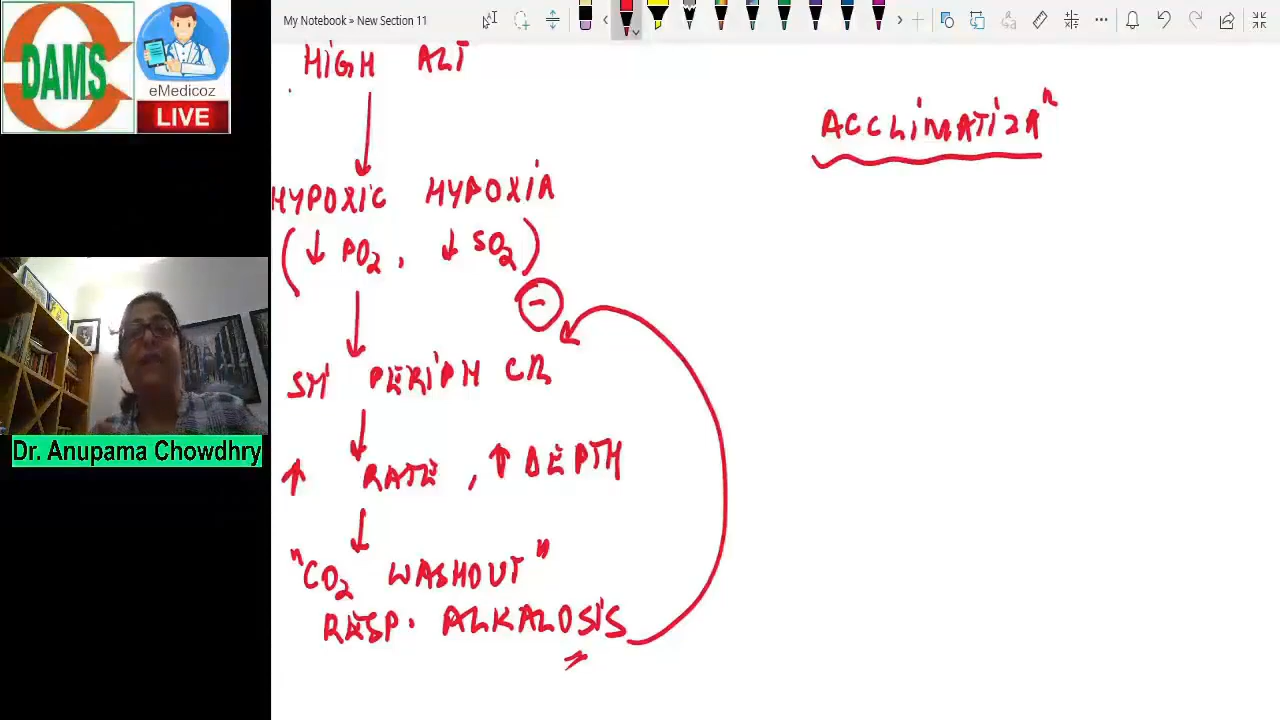 My Notebook » New Section 11
DAMS
eMedicoz
LIVE
HIGH ALT
ACCLIMATIZAⁿ
HYPOXIC HYPOXIA
(↓ PO₂, ↓ SO₂)
−
SM PERIPH CR
↑ RATE, ↑ DEPTH
Dr. Anupama Chowdhry
"CO₂ WASHOUT"
RESP. ALKALOSIS